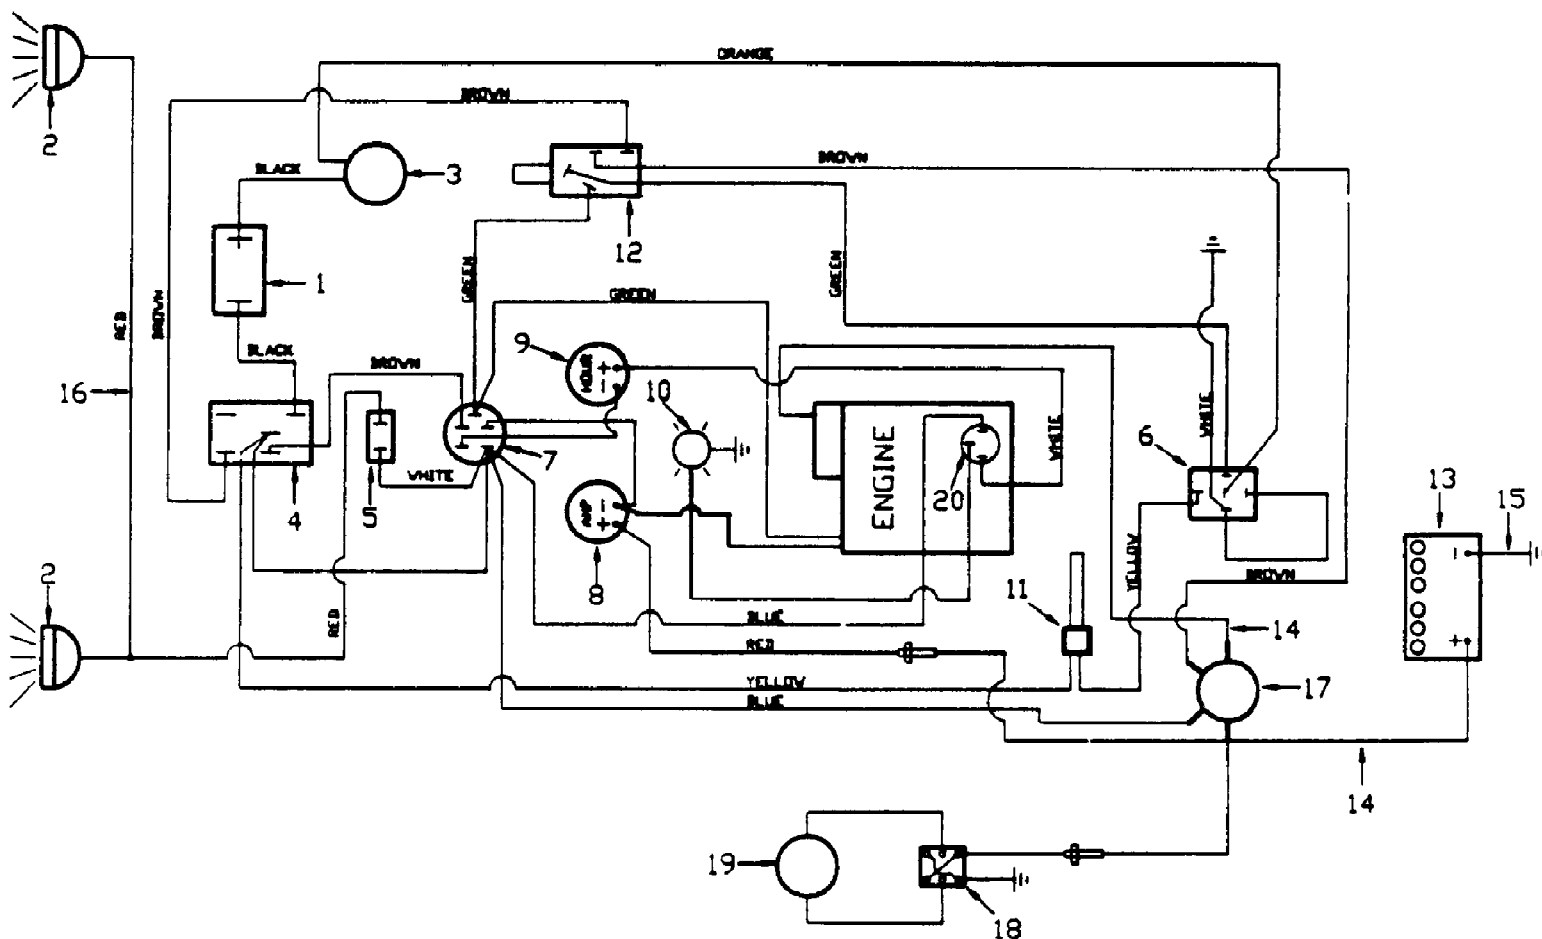 ORANGE
BROWN
2
BLACK
3
BROWN
12
1
GREEN
GREEN
GREEN
RED
BROWN
BLACK
BROWN
9
HOUR
+
-
10
16
WHITE
WHITE
6
ENGINE
20
7
WHITE
4
5
AMP
-
+
8
13
15
-
+
YELLOW
BROWN
2
11
RED
BLUE
14
RED
YELLOW
BLUE
17
14
19
18